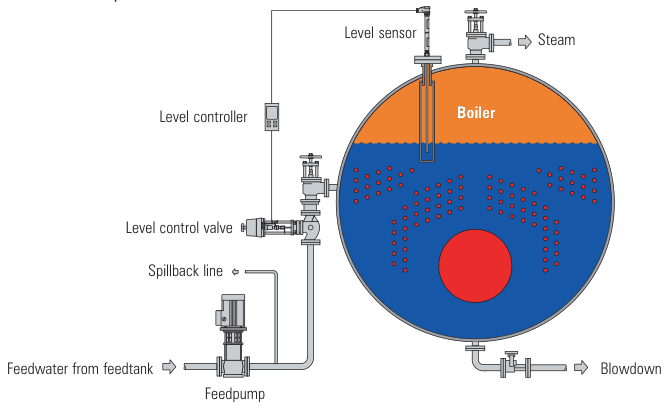 Level sensor
Steam
Boiler
Level controller
Level control valve
Spillback line
Feedwater from feedtank
Feedpump
Blowdown